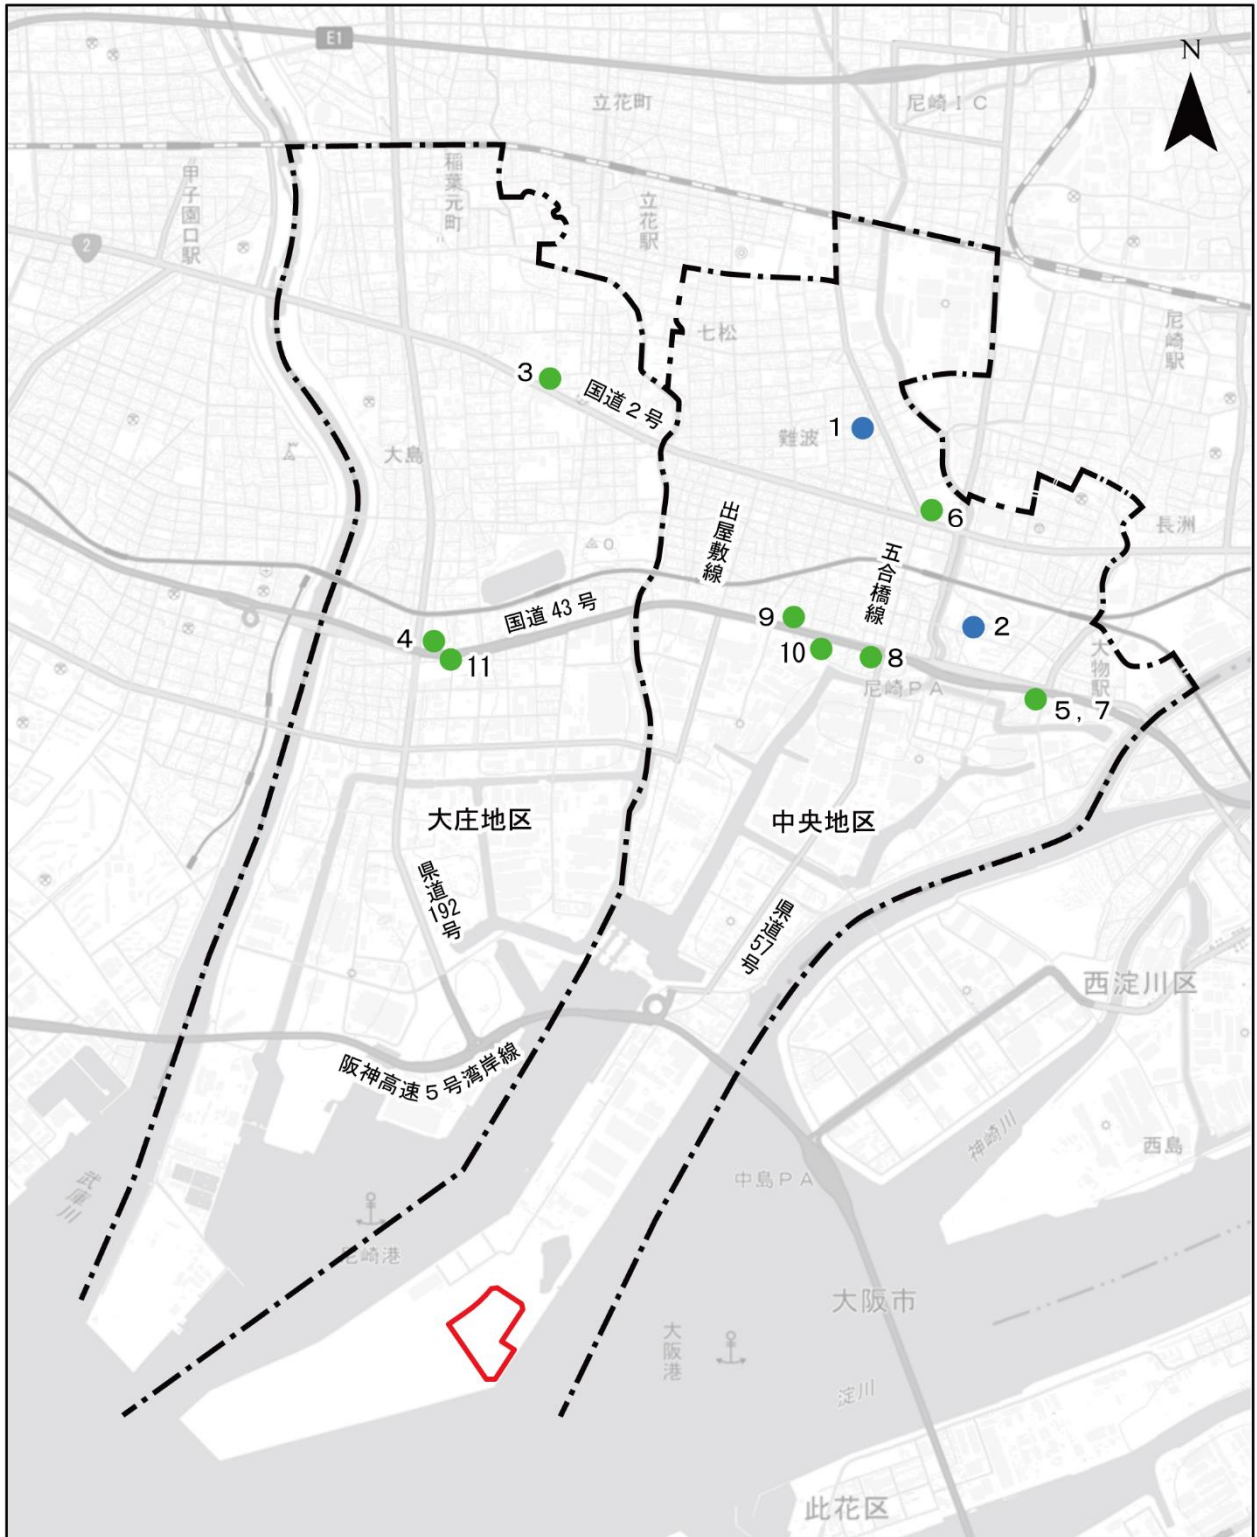 E1
N
立花町
尼崎IC
稲葉元町
甲子園口駅
立花駅
2
七松
尼崎駅
3
国道2号
1
難波
大島
6
出屋敷線
長洲
五合橋線
国道43号
9
2
4
11
10
8
大物駅
尼崎PA
5, 7
大庄地区
中央地区
県道192号
県道57号
西淀川区
阪神高速5号湾岸線
神崎川
西島
中島PA
武庫川
尼崎港
大阪市
大阪港
淀川
此花区